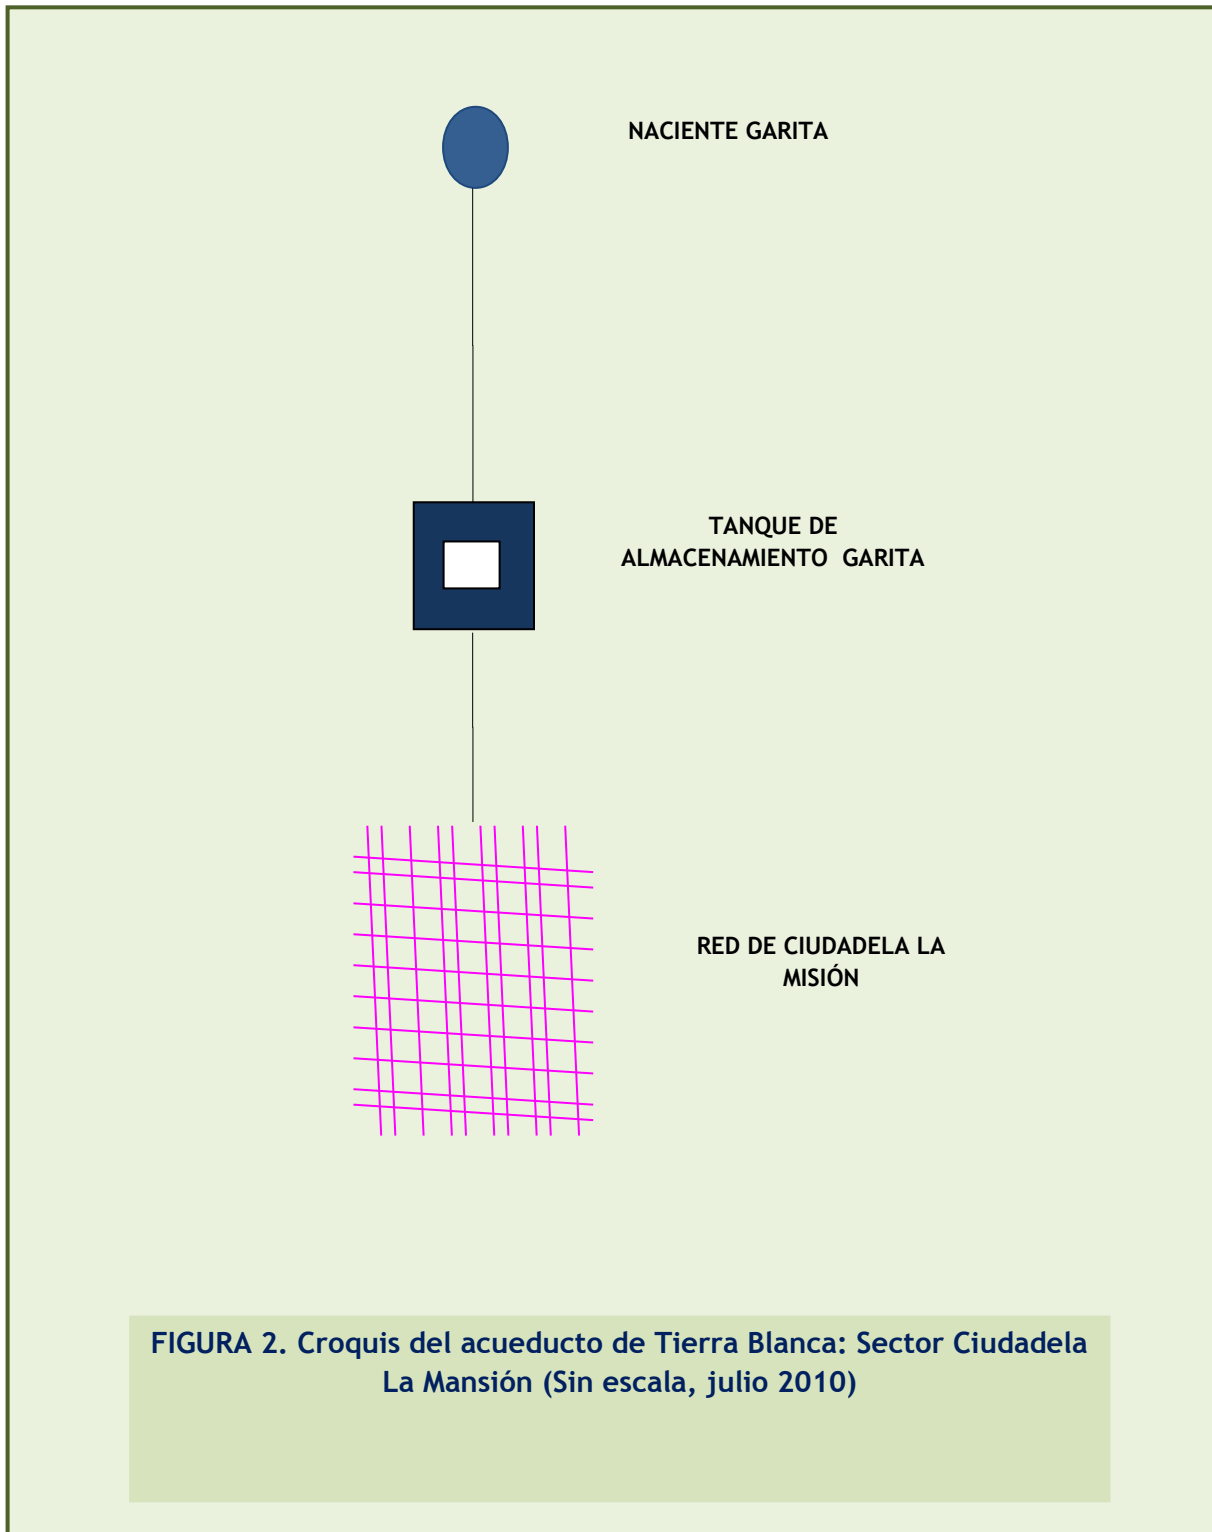 NACIENTE GARITA
TANQUE DE
ALMACENAMIENTO GARITA
RED DE CIUDADELA LA
MISIÓN
FIGURA 2. Croquis del acueducto de Tierra Blanca: Sector Ciudadela
La Mansión (Sin escala, julio 2010)